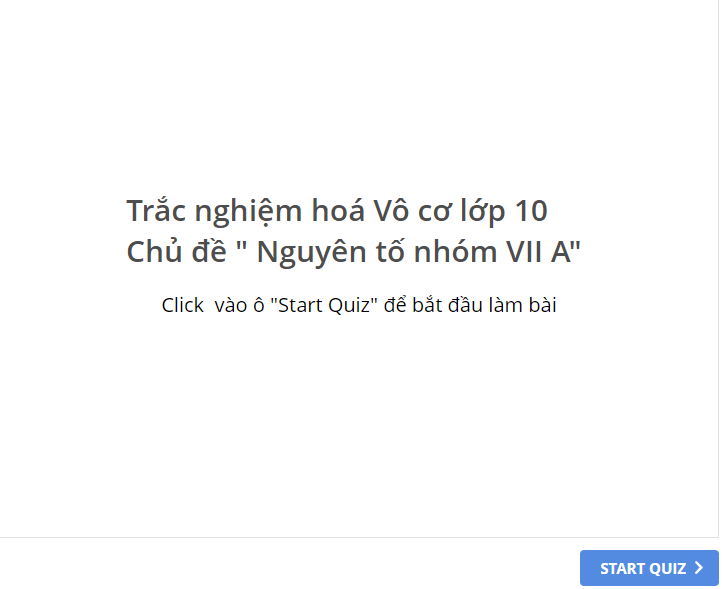 Trắc nghiệm hoá Vô cơ lớp 10
Chủ đề " Nguyên tố nhóm VII A"
Click  vào ô "Start Quiz" để bắt đầu làm bài
START QUIZ